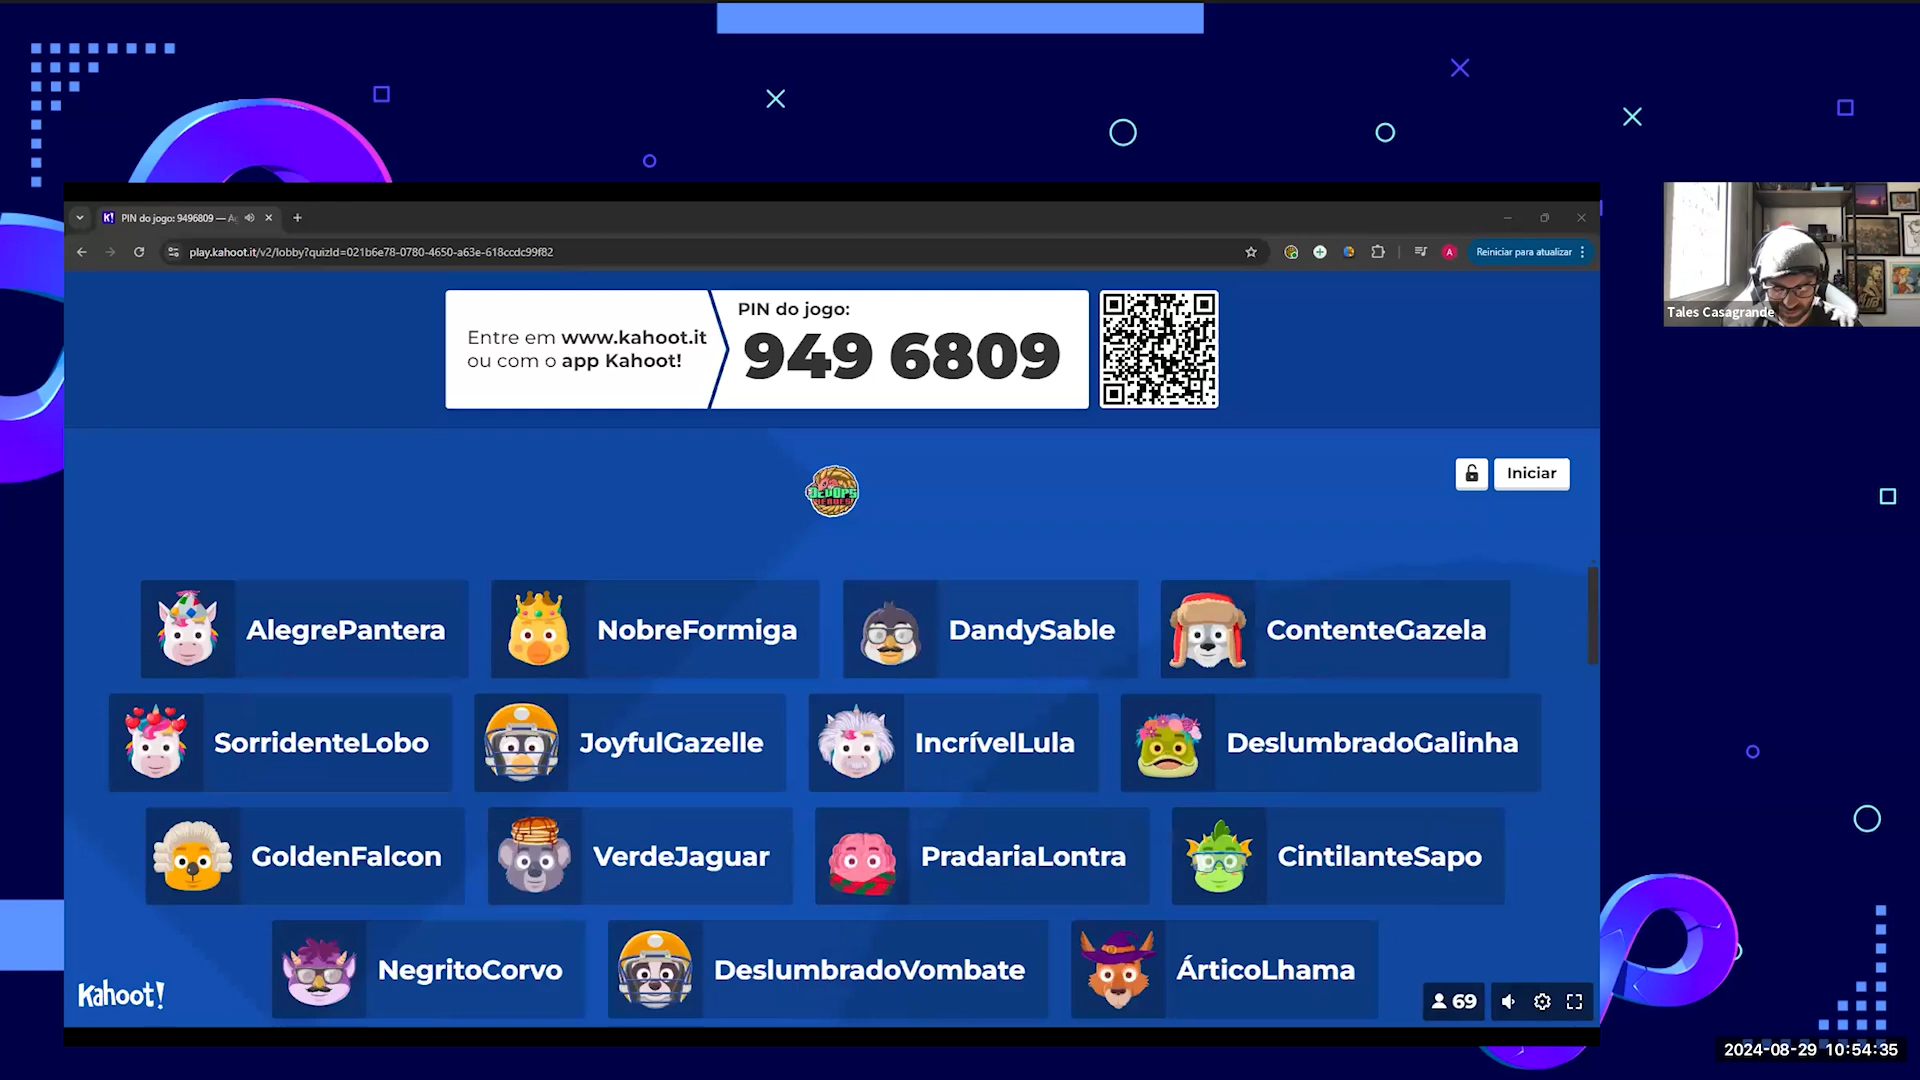 PIN do jogo: 9496809 — A
play.kahoot.it/v2/lobby?quizId=021b6e78-0780-4650-a63e-618ccdc99f82
A
Reiniciar para atualizar
Entre em www.kahoot.it
ou com o app Kahoot!
PIN do jogo:
949 6809
Tales Casagrande
DEVOPS
Iniciar
AlegrePantera
NobreFormiga
DandySable
ContenteGazela
SorridenteLobo
JoyfulGazelle
IncrívelLula
DeslumbradoGalinha
GoldenFalcon
VerdeJaguar
PradariaLontra
CintilanteSapo
NegritoCorvo
DeslumbradoVombate
ÁrticoLhama
Kahoot!
69
2024-08-29 10:54:35